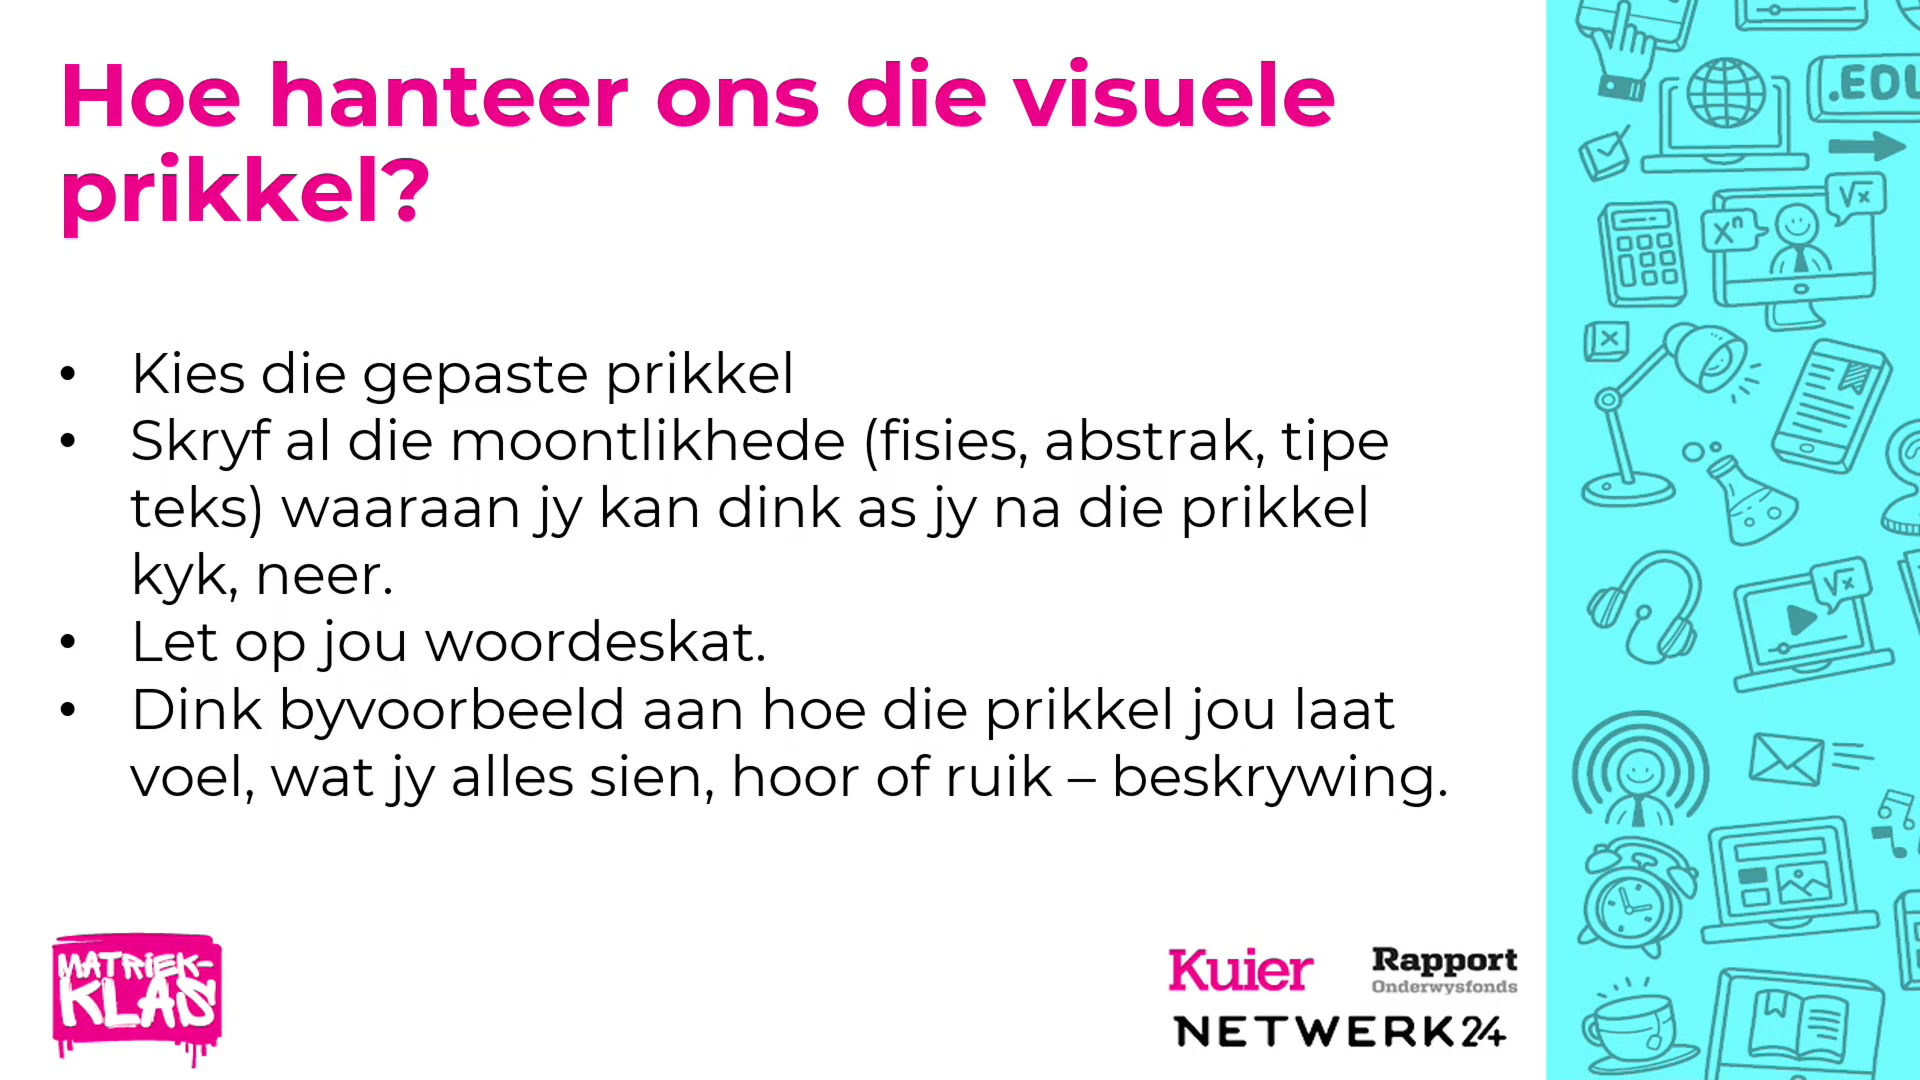 Hoe hanteer ons die visuele
prikkel?
• Kies die gepaste prikkel
• Skryf al die moontlikhede (fisies, abstrak, tipe
teks) waaraan jy kan dink as jy na die prikkel
kyk, neer.
• Let op jou woordeskat.
• Dink byvoorbeeld aan hoe die prikkel jou laat
voel, wat jy alles sien, hoor of ruik – beskrywing.
MATRIEK-
KLAS
Kuier
Rapport
Onderwysfonds
NETWERK24
.EDU
√x
xⁿ
√x